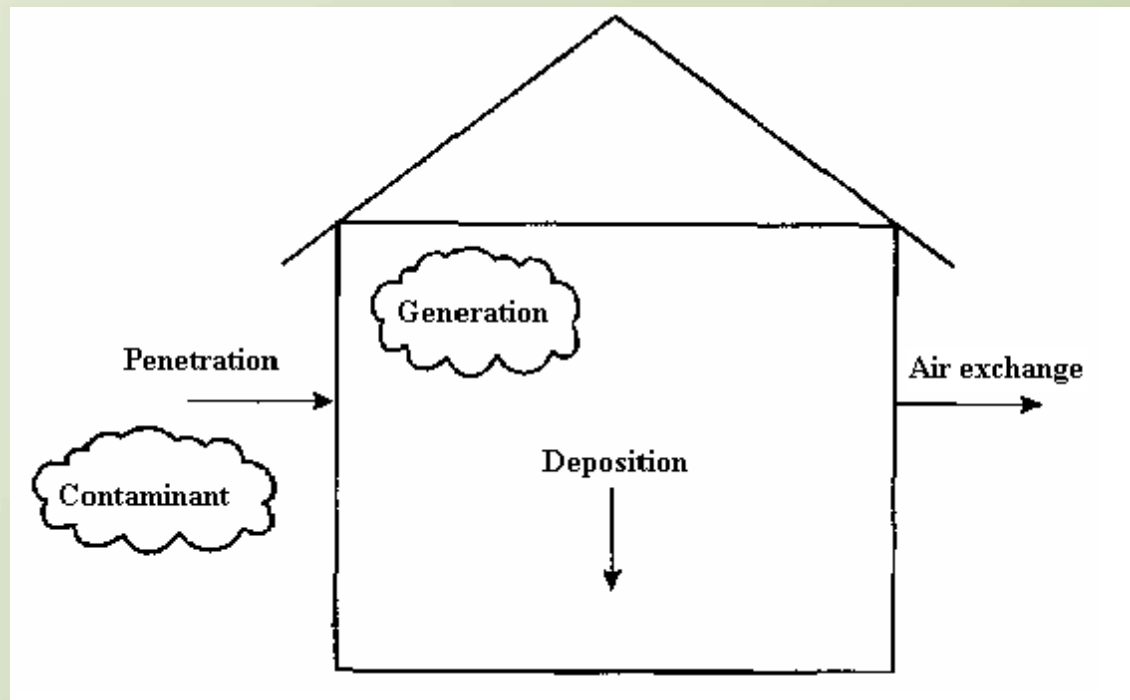 Generation
Penetration
Air exchange
Contaminant
Deposition